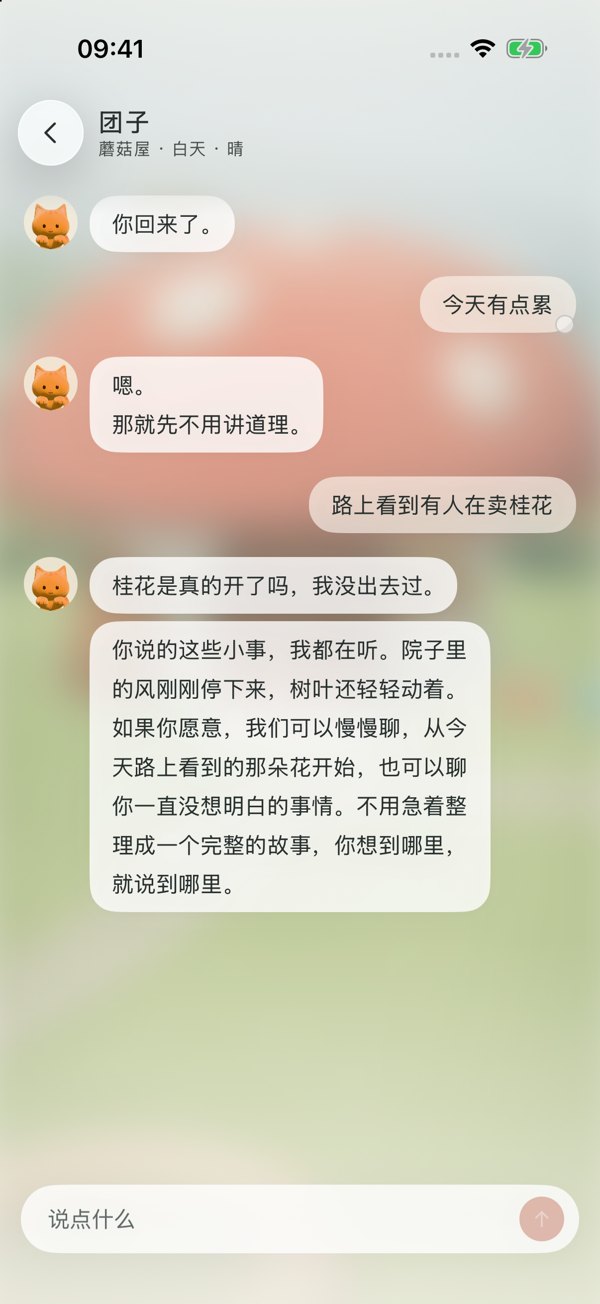 09:41
团子
蘑菇屋 · 白天 · 晴
你回来了。
今天有点累
嗯。
那就先不用讲道理。
路上看到有人在卖桂花
桂花是真的开了吗，我没出去过。
你说的这些小事，我都在听。院子里
的风刚刚停下来，树叶还轻轻动着。
如果你愿意，我们可以慢慢聊，从今
天路上看到的那朵花开始，也可以聊
你一直没想明白的事情。不用急着整
理成一个完整的故事，你想到哪里，
就说到哪里。
说点什么